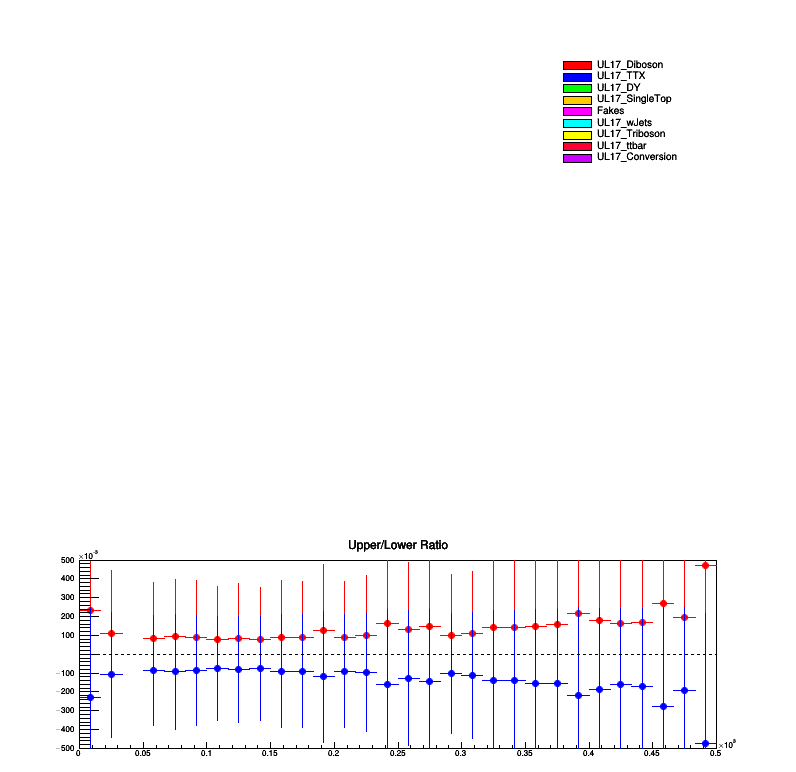 UL17_Diboson
UL17_TTX
UL17_DY
UL17_SingleTop
Fakes
UL17_wJets
UL17_Triboson
UL17_ttbar
UL17_Conversion
Upper/Lower Ratio
×10⁻³
500
400
300
200
100
−100
−200
−300
−400
−500
0 0.05 0.1 0.15 0.2 0.25 0.3 0.35 0.4 0.45 0.5
×10³